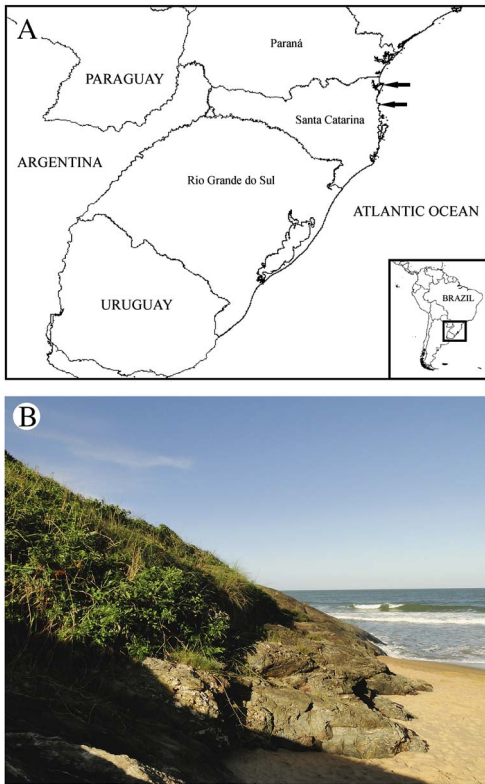 A
Paraná
PARAGUAY
Santa Catarina
ARGENTINA
Rio Grande do Sul
ATLANTIC OCEAN
BRAZIL
URUGUAY
B